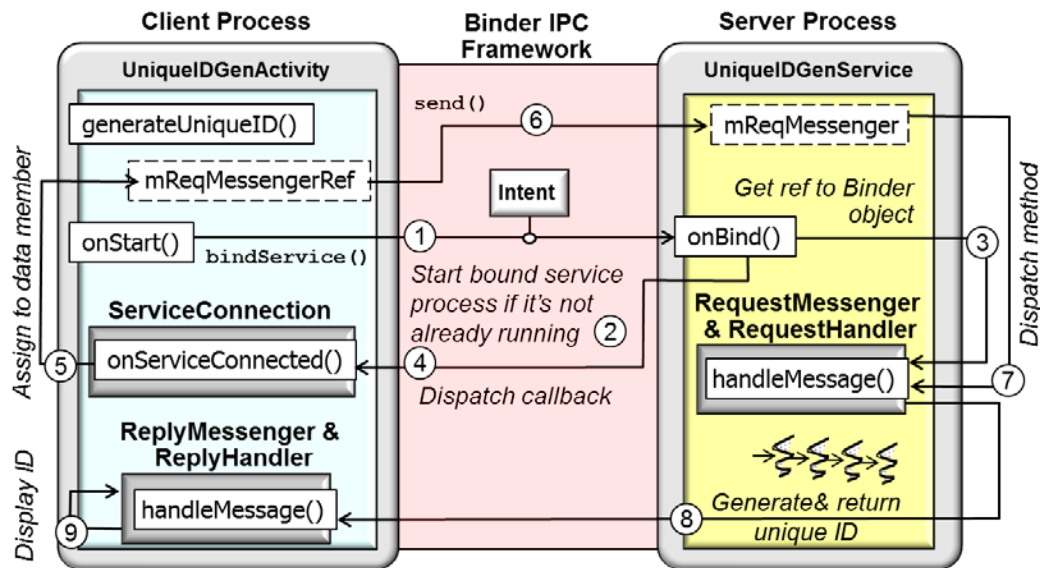 Client Process
Binder IPC
Framework
Server Process
UniqueIDGenActivity
UniqueIDGenService
generateUniqueID()
send()
6
mReqMessenger
mReqMessengerRef
Intent
Get ref to Binder
object
onStart()
1
onBind()
3
bindService()
Start bound service
process if it's not
already running
2
ServiceConnection
RequestMessenger
& RequestHandler
5
onServiceConnected()
4
handleMessage()
7
Dispatch callback
ReplyMessenger &
ReplyHandler
handleMessage()
9
8
Generate& return
unique ID
Assign to data member
Display ID
Dispatch method